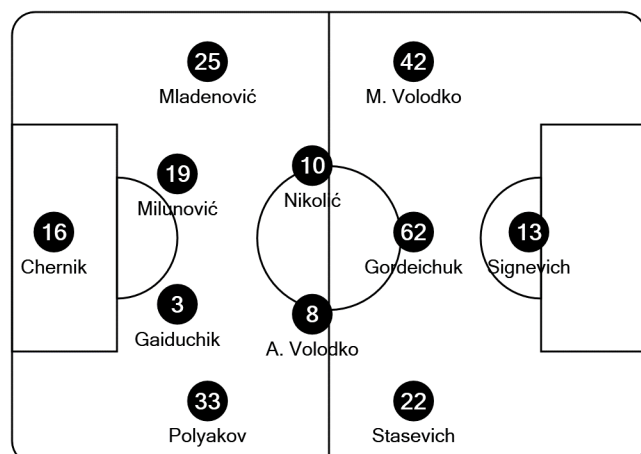 25
Mladenović
42
M. Volodko
19
Milunović
10
Nikolić
16
Chernik
62
Gordeichuk
13
Signevich
3
Gaiduchik
8
A. Volodko
33
Polyakov
22
Stasevich